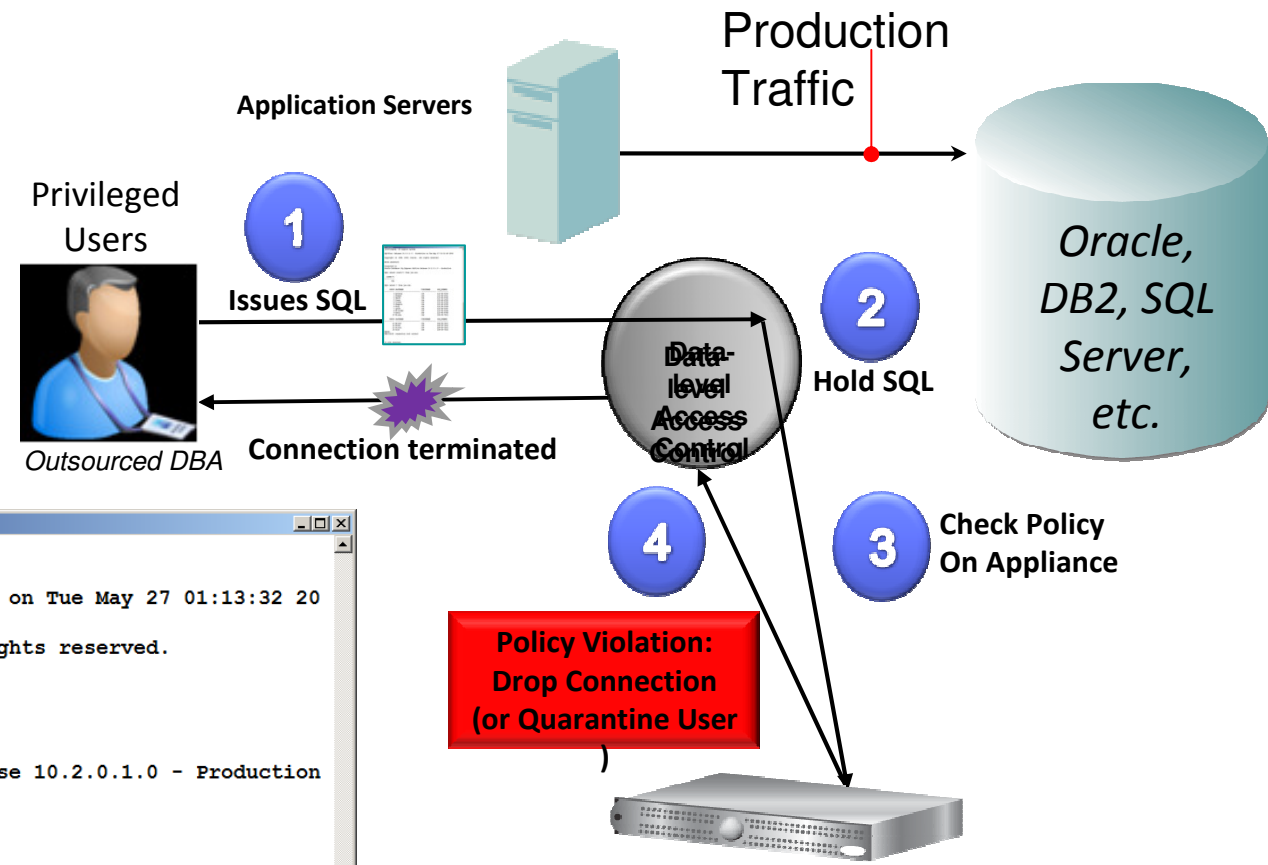 Production
Traffic
Application Servers
Privileged
Users
1
Issues SQL
2
Hold SQL
Oracle,
DB2, SQL
Server,
etc.
Data-
level
Access
Control
Connection terminated
Outsourced DBA
4
3
Check Policy
On Appliance
Policy Violation:
Drop Connection
(or Quarantine User
)
on Tue May 27 01:13:32 20
ghts reserved.
se 10.2.0.1.0 - Production